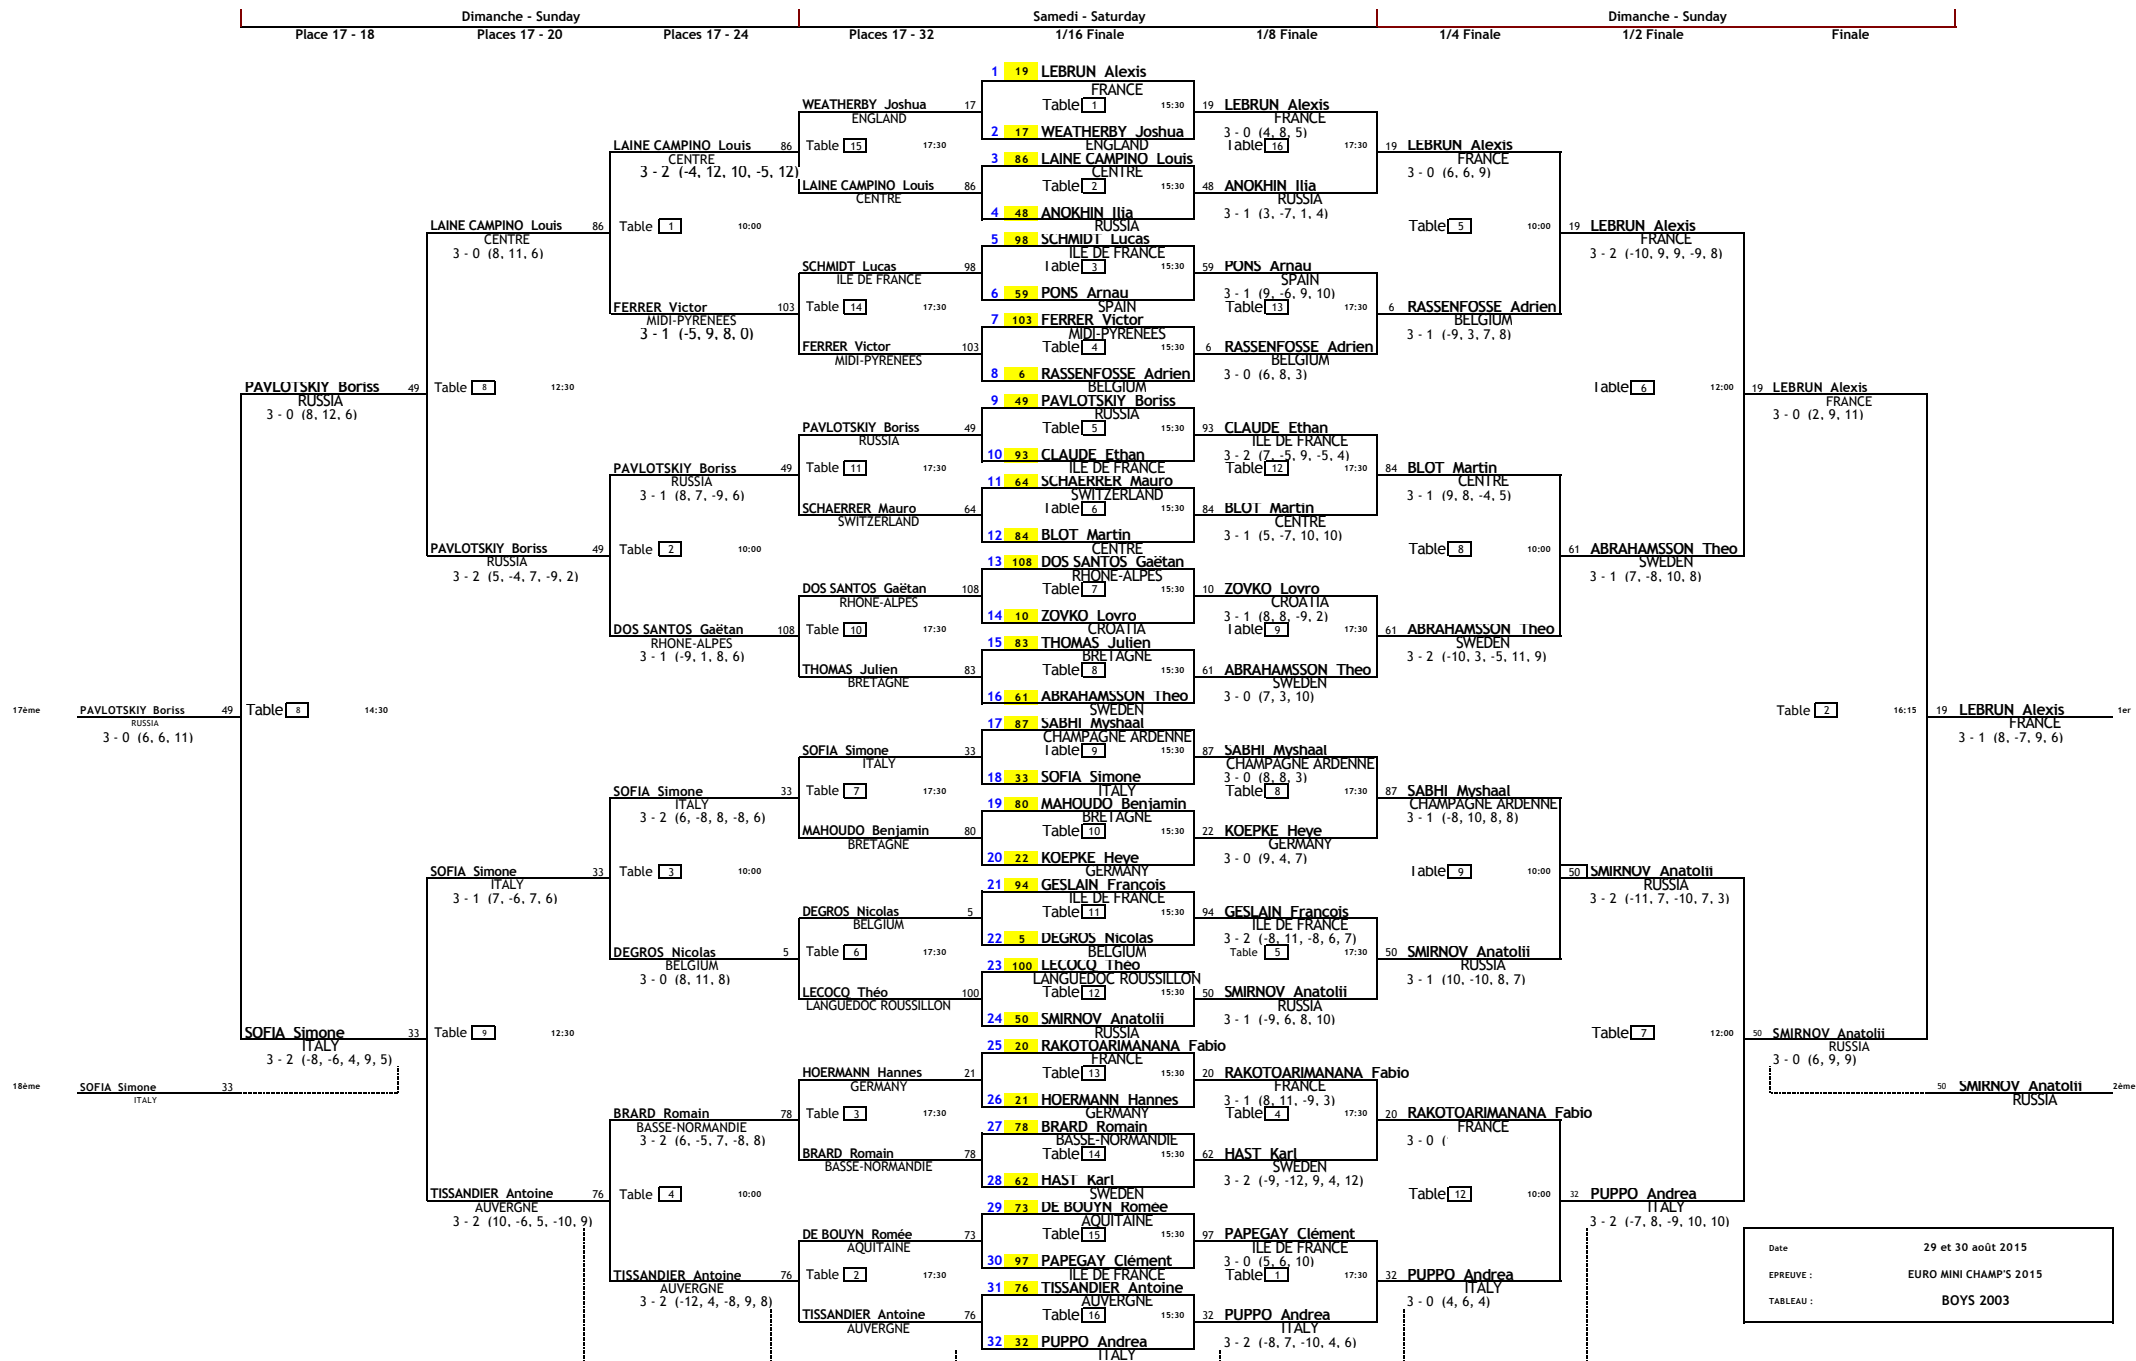 Dimanche - Sunday Samedi - Saturday Dimanche - Sunday
Place 17 - 18 Places 17 - 20 Places 17 - 24 Places 17 - 32 1/16 Finale 1/8 Finale 1/4 Finale 1/2 Finale Finale
1 19 LEBRUN Alexis
FRANCE
WEATHERBY Joshua 17 Table 1 15:30 19 LEBRUN Alexis
ENGLAND FRANCE
2 17 WEATHERBY Joshua 3 - 0 (4, 8, 5)
LAINE CAMPINO Louis 86 Table 15 17:30 ENGLAND Table 16 17:30 19 LEBRUN Alexis
CENTRE 3 86 LAINE CAMPINO Louis FRANCE
3 - 2 (-4, 12, 10, -5, 12) CENTRE 3 - 0 (6, 6, 9)
LAINE CAMPINO Louis 86 Table 2 15:30 48 ANOKHIN Ilia
CENTRE RUSSIA
4 48 ANOKHIN Ilia 3 - 1 (3, -7, 1, 4)
LAINE CAMPINO Louis 86 Table 1 10:00 RUSSIA Table 5 10:00 19 LEBRUN Alexis
CENTRE 5 98 SCHMIDT Lucas FRANCE
3 - 0 (8, 11, 6) ILE DE FRANCE 3 - 2 (-10, 9, 9, -9, 8)
SCHMIDT Lucas 98 Table 3 15:30 59 PONS Arnau
ILE DE FRANCE SPAIN
6 59 PONS Arnau 3 - 1 (9, -6, 9, 10)
FERRER Victor 103 Table 14 17:30 SPAIN Table 13 17:30 6 RASSENFOSSE Adrien
MIDI-PYRENEES 7 103 FERRER Victor BELGIUM
3 - 1 (-5, 9, 8, 0) MIDI-PYRENEES 3 - 1 (-9, 3, 7, 8)
FERRER Victor 103 Table 4 15:30 6 RASSENFOSSE Adrien
MIDI-PYRENEES BELGIUM
8 6 RASSENFOSSE Adrien 3 - 0 (6, 8, 3)
PAVLOTSKIY Boriss 49 Table 8 12:30 BELGIUM Table 6 12:00 19 LEBRUN Alexis
RUSSIA 9 49 PAVLOTSKIY Boriss FRANCE
3 - 0 (8, 12, 6) RUSSIA 3 - 0 (2, 9, 11)
PAVLOTSKIY Boriss 49 Table 5 15:30 93 CLAUDE Ethan
RUSSIA ILE DE FRANCE
10 93 CLAUDE Ethan 3 - 2 (7, -5, 9, -5, 4)
PAVLOTSKIY Boriss 49 Table 11 17:30 ILE DE FRANCE Table 12 17:30 84 BLOT Martin
RUSSIA 11 64 SCHAERRER Mauro CENTRE
3 - 1 (8, 7, -9, 6) SWITZERLAND 3 - 1 (9, 8, -4, 5)
SCHAERRER Mauro 64 Table 6 15:30 84 BLOT Martin
SWITZERLAND CENTRE
12 84 BLOT Martin 3 - 1 (5, -7, 10, 10)
PAVLOTSKIY Boriss 49 Table 2 10:00 CENTRE Table 8 10:00 61 ABRAHAMSSON Theo
RUSSIA 13 108 DOS SANTOS Gaëtan SWEDEN
3 - 2 (5, -4, 7, -9, 2) RHONE-ALPES 3 - 1 (7, -8, 10, 8)
DOS SANTOS Gaëtan 108 Table 7 15:30 10 ZOVKO Lovro
RHONE-ALPES CROATIA
14 10 ZOVKO Lovro 3 - 1 (8, 8, -9, 2)
DOS SANTOS Gaëtan 108 Table 10 17:30 CROATIA Table 9 17:30 61 ABRAHAMSSON Theo
RHONE-ALPES 15 83 THOMAS Julien SWEDEN
3 - 1 (-9, 1, 8, 6) BRETAGNE 3 - 2 (-10, 3, -5, 11, 9)
THOMAS Julien 83 Table 8 15:30 61 ABRAHAMSSON Theo
BRETAGNE SWEDEN
16 61 ABRAHAMSSON Theo 3 - 0 (7, 3, 10)
17ème PAVLOTSKIY Boriss 49 Table 8 14:30 SWEDEN Table 2 16:15 19 LEBRUN Alexis 1er
RUSSIA 17 87 SABHI Myshaal FRANCE
3 - 0 (6, 6, 11) CHAMPAGNE ARDENNE 3 - 1 (8, -7, 9, 6)
SOFIA Simone 33 Table 9 15:30 87 SABHI Myshaal
ITALY CHAMPAGNE ARDENNE
18 33 SOFIA Simone 3 - 0 (8, 8, 3)
SOFIA Simone 33 Table 7 17:30 ITALY Table 8 17:30 87 SABHI Myshaal
ITALY 19 80 MAHOUDO Benjamin CHAMPAGNE ARDENNE
3 - 2 (6, -8, 8, -8, 6) BRETAGNE 3 - 1 (-8, 10, 8, 8)
MAHOUDO Benjamin 80 Table 10 15:30 22 KOEPKE Heye
BRETAGNE GERMANY
20 22 KOEPKE Heye 3 - 0 (9, 4, 7)
SOFIA Simone 33 Table 3 10:00 GERMANY Table 9 10:00 50 SMIRNOV Anatolii
ITALY 21 94 GESLAIN Francois RUSSIA
3 - 1 (7, -6, 7, 6) ILE DE FRANCE 3 - 2 (-11, 7, -10, 7, 3)
DEGROS Nicolas 5 Table 11 15:30 94 GESLAIN Francois
BELGIUM ILE DE FRANCE
22 5 DEGROS Nicolas 3 - 2 (-8, 11, -8, 6, 7)
DEGROS Nicolas 5 Table 6 17:30 BELGIUM Table 5 17:30 50 SMIRNOV Anatolii
BELGIUM 23 100 LECOCQ Théo RUSSIA
3 - 0 (8, 11, 8) LANGUEDOC ROUSSILLON 3 - 1 (10, -10, 8, 7)
LECOCQ Théo 100 Table 12 15:30 50 SMIRNOV Anatolii
LANGUEDOC ROUSSILLON RUSSIA
24 50 SMIRNOV Anatolii 3 - 1 (-9, 6, 8, 10)
SOFIA Simone 33 Table 9 12:30 RUSSIA Table 7 12:00 50 SMIRNOV Anatolii
ITALY 25 20 RAKOTOARIMANANA Fabio RUSSIA
3 - 2 (-8, -6, 4, 9, 5) FRANCE 3 - 0 (6, 9, 9)
HOERMANN Hannes 21 Table 13 15:30 20 RAKOTOARIMANANA Fabio
18ème SOFIA Simone 33 GERMANY FRANCE 50 SMIRNOV Anatolii 2ème
ITALY 26 21 HOERMANN Hannes 3 - 1 (8, 11, -9, 3) RUSSIA
BRARD Romain 78 Table 3 17:30 GERMANY Table 4 17:30 20 RAKOTOARIMANANA Fabio
BASSE-NORMANDIE 27 78 BRARD Romain FRANCE
3 - 2 (6, -5, 7, -8, 8) BASSE-NORMANDIE 3 - 0 (
BRARD Romain 78 Table 14 15:30 62 HAST Karl
BASSE-NORMANDIE SWEDEN
28 62 HAST Karl 3 - 2 (-9, -12, 9, 4, 12)
TISSANDIER Antoine 76 Table 4 10:00 SWEDEN Table 12 10:00 32 PUPPO Andrea
AUVERGNE 29 73 DE BOUYN Romée ITALY
3 - 2 (10, -6, 5, -10, 9) AQUITAINE 3 - 2 (-7, 8, -9, 10, 10)
DE BOUYN Romée 73 Table 15 15:30 97 PAPEGAY Clément
AQUITAINE ILE DE FRANCE Date 29 et 30 août 2015
30 97 PAPEGAY Clément 3 - 0 (5, 6, 10)
TISSANDIER Antoine 76 Table 2 17:30 ILE DE FRANCE Table 1 17:30 32 PUPPO Andrea EPREUVE : EURO MINI CHAMP'S 2015
AUVERGNE 31 76 TISSANDIER Antoine ITALY
3 - 2 (-12, 4, -8, 9, 8) AUVERGNE 3 - 0 (4, 6, 4) TABLEAU : BOYS 2003
TISSANDIER Antoine 76 Table 16 15:30 32 PUPPO Andrea
AUVERGNE ITALY
32 32 PUPPO Andrea 3 - 2 (-8, 7, -10, 4, 6)
ITALY